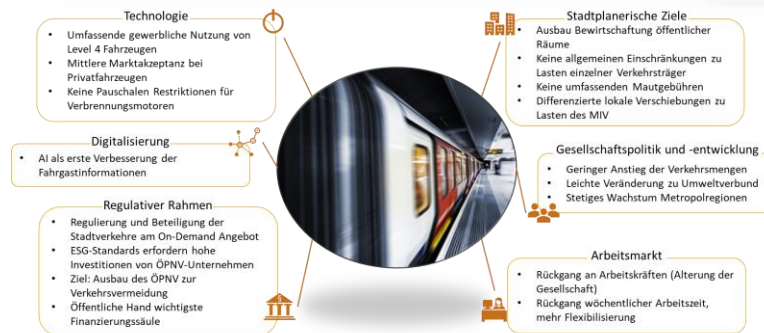 Technologie
• Umfassende gewerbliche Nutzung von
Level 4 Fahrzeugen
• Mittlere Marktakzeptanz bei
Privatfahrzeugen
• Keine Pauschalen Restriktionen für
Verbrennungsmotoren
Digitalisierung
• AI als erste Verbesserung der
Fahrgastinformationen
Regulativer Rahmen
• Regulierung und Beteiligung der
Stadtverkehre am On-Demand Angebot
• ESG-Standards erfordern hohe
Investitionen von ÖPNV-Unternehmen
• Ziel: Ausbau des ÖPNV zur
Verkehrsvermeidung
• Öffentliche Hand wichtigste
Finanzierungssäule
Stadtplanerische Ziele
• Ausbau Bewirtschaftung öffentlicher
Räume
• Keine allgemeinen Einschränkungen zu
Lasten einzelner Verkehrsträger
• Keine umfassenden Mautgebühren
• Differenzierte lokale Verschiebungen zu
Lasten des MIV
Gesellschaftspolitik und -entwicklung
• Geringer Anstieg der Verkehrsmengen
• Leichte Veränderung zu Umweltverbund
• Stetiges Wachstum Metropolregionen
Arbeitsmarkt
• Rückgang an Arbeitskräften (Alterung der
Gesellschaft)
• Rückgang wöchentlicher Arbeitszeit,
mehr Flexibilisierung